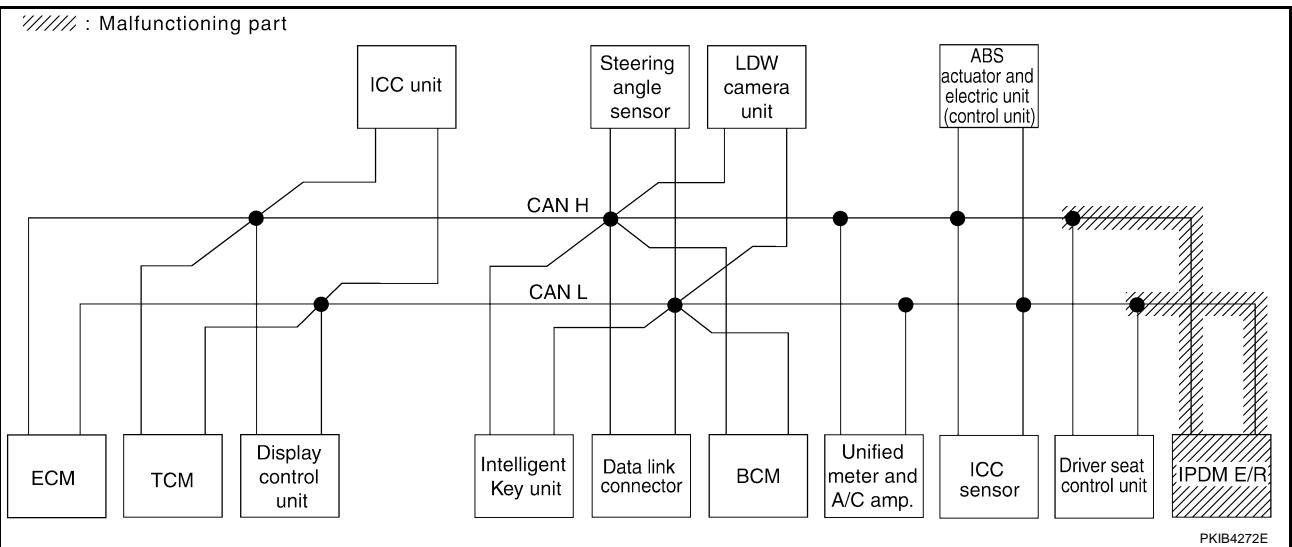 : Malfunctioning part
ICC unit
Steering
angle
sensor
LDW
camera
unit
ABS
actuator and
electric unit
(control unit)
CAN H
CAN L
ECM
TCM
Display
control
unit
Intelligent
Key unit
Data link
connector
BCM
Unified
meter and
A/C amp.
ICC
sensor
Driver seat
control unit
IPDM E/R
PKIB4272E